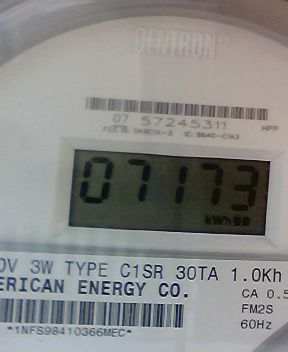 CENTRON®
07 57245311
HPP
07173
kWh
0V 3W TYPE C1SR 30TA 1.0Kh
ERICAN ENERGY CO.
CA 0.5
FM2S
60Hz
*1NFS98410366MEC*